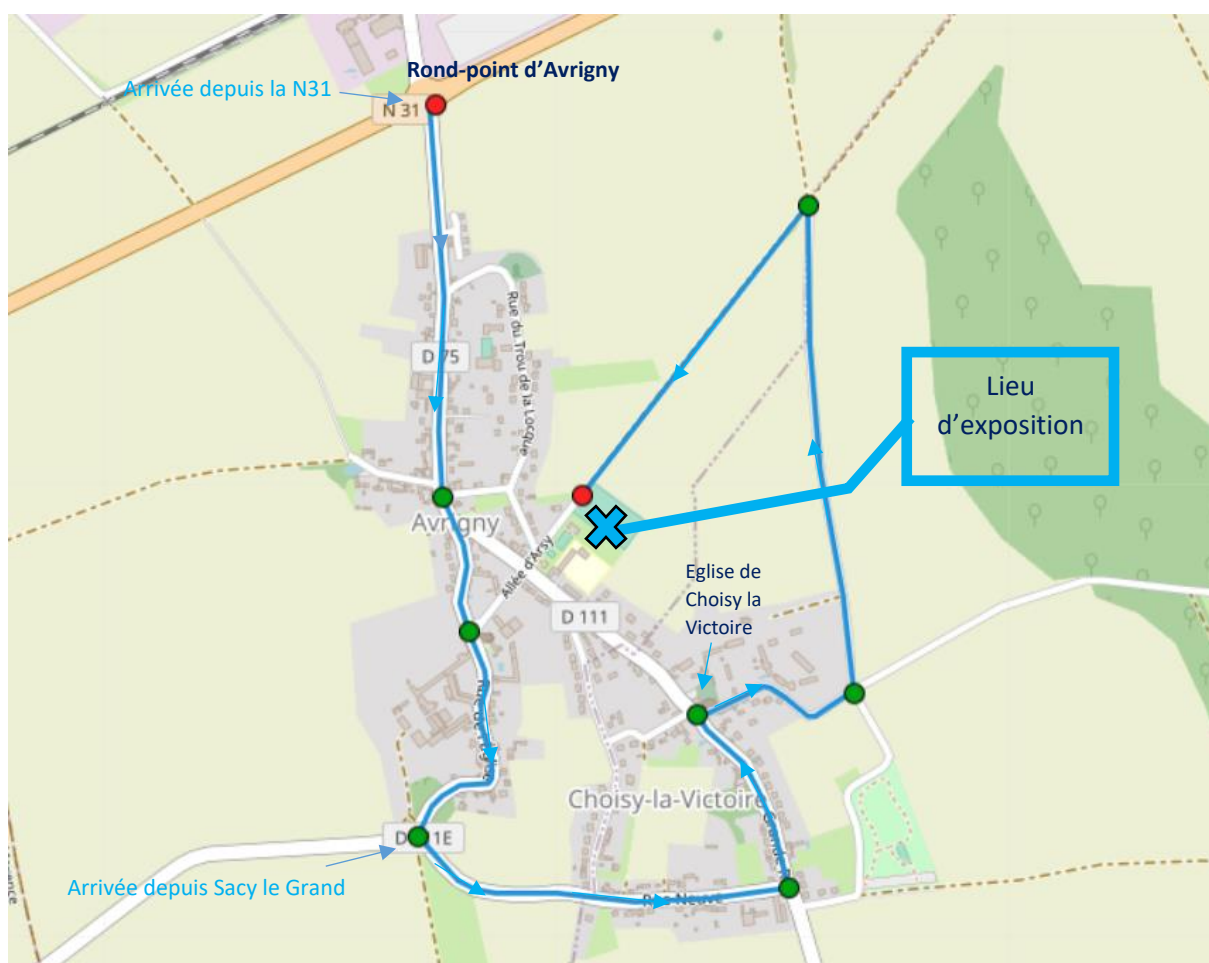 Rond-point d'Avrigny
Arrivée depuis la N31
N 31
Rue du Trou de la Loque
D 75
Lieu
d'exposition
Avrigny
Allée d'Arsy
Eglise de
Choisy la
Victoire
D 111
Choisy-la-Victoire
Arrivée depuis Sacy le Grand
Rue Neuve